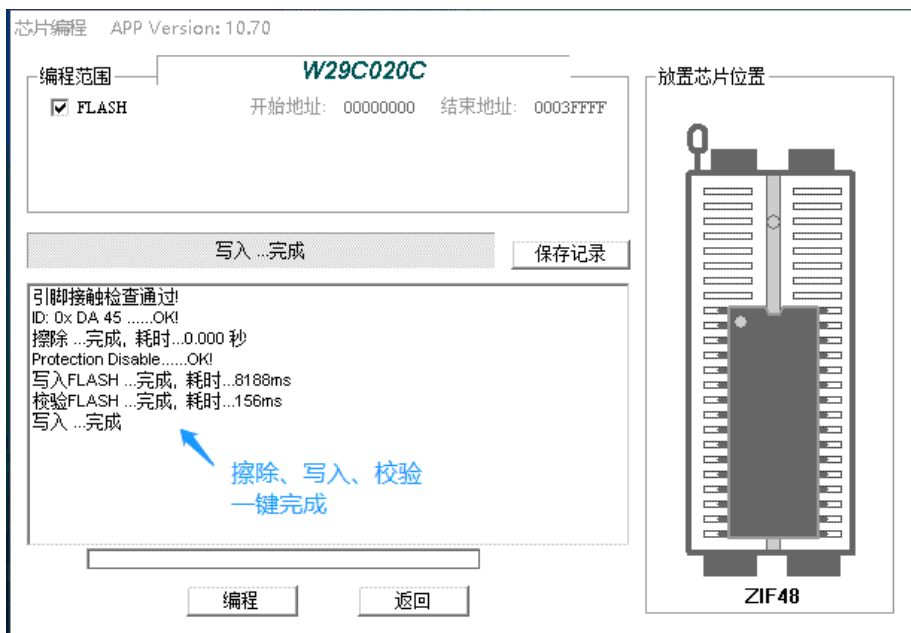 芯片编程 APP Version: 10.70
编程范围
W29C020C
放置芯片位置
FLASH 开始地址: 00000000 结束地址: 0003FFFF
写入 ...完成
保存记录
引脚接触检查通过!
ID: 0x DA 45 ......OK!
擦除 ...完成, 耗时...0.000 秒
Protection Disable......OK!
写入FLASH ...完成, 耗时...8188ms
校验FLASH ...完成, 耗时...156ms
写入 ...完成
擦除、写入、校验
一键完成
编程
返回
ZIF48